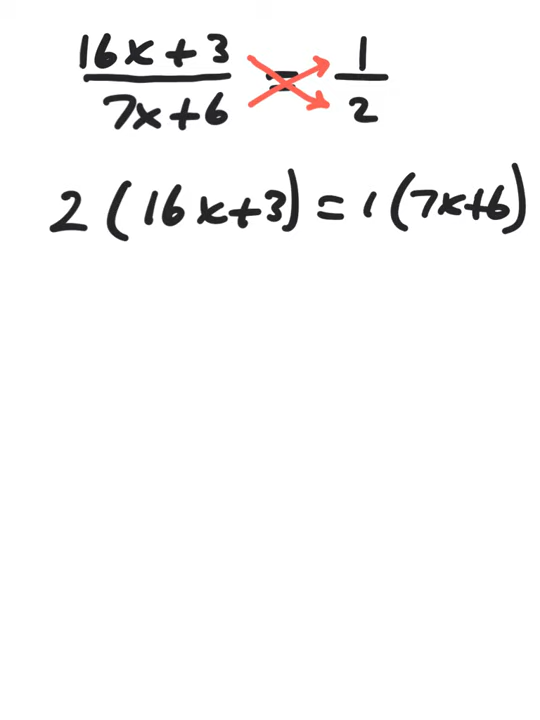 16x + 3 / 7x + 6 = 1 / 2
2 (16x + 3) = 1 (7x + 6)